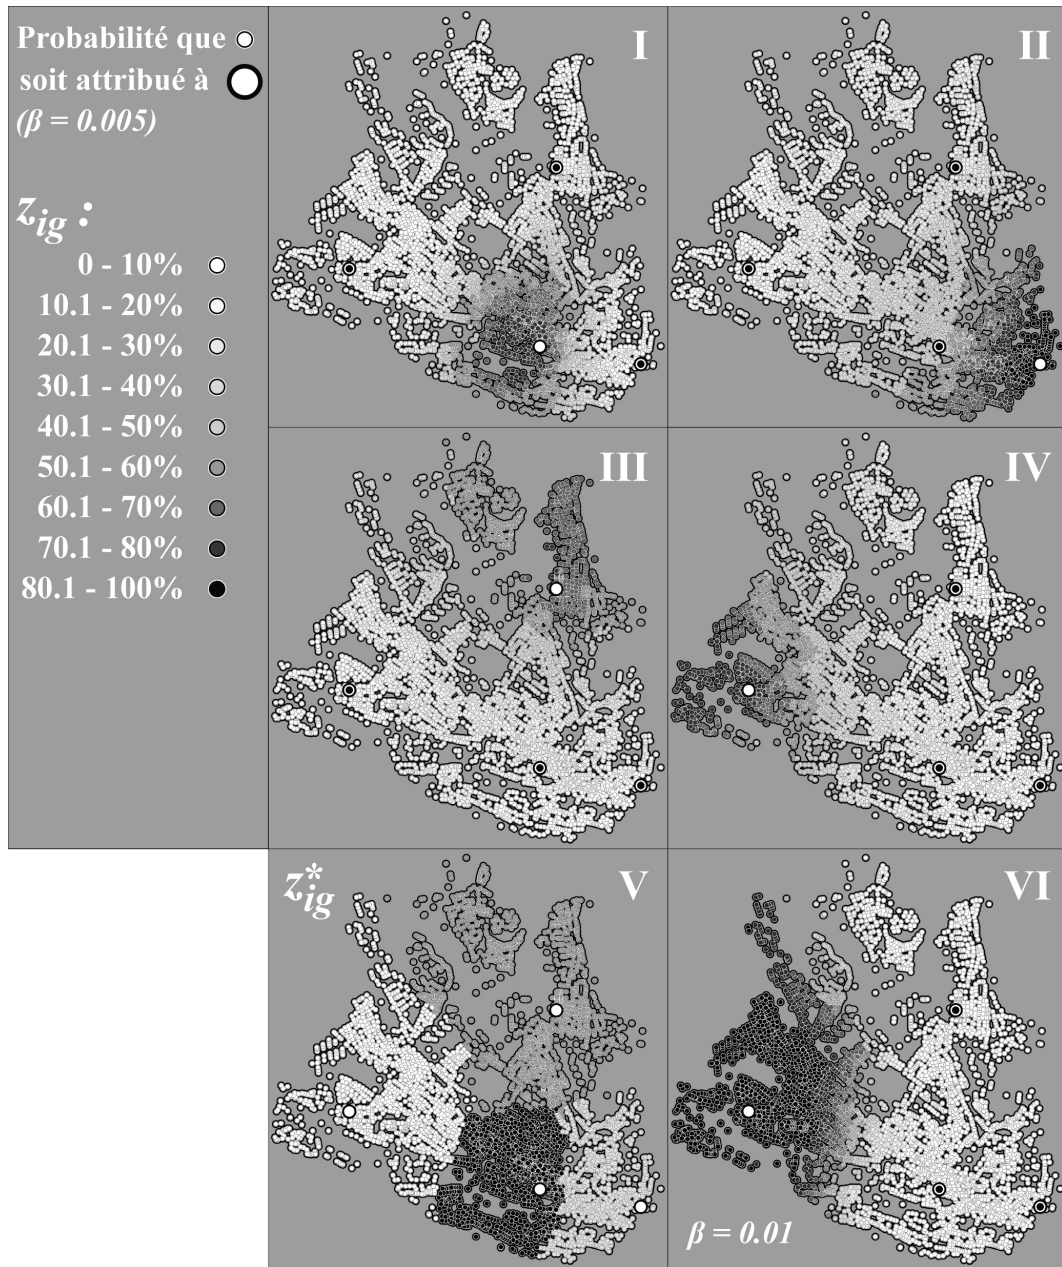 Probabilité que
soit attribué à
(β = 0.005)
z_ig :
0 - 10%
10.1 - 20%
20.1 - 30%
30.1 - 40%
40.1 - 50%
50.1 - 60%
60.1 - 70%
70.1 - 80%
80.1 - 100%
I
II
III
IV
z*_ig
V
VI
β = 0.01